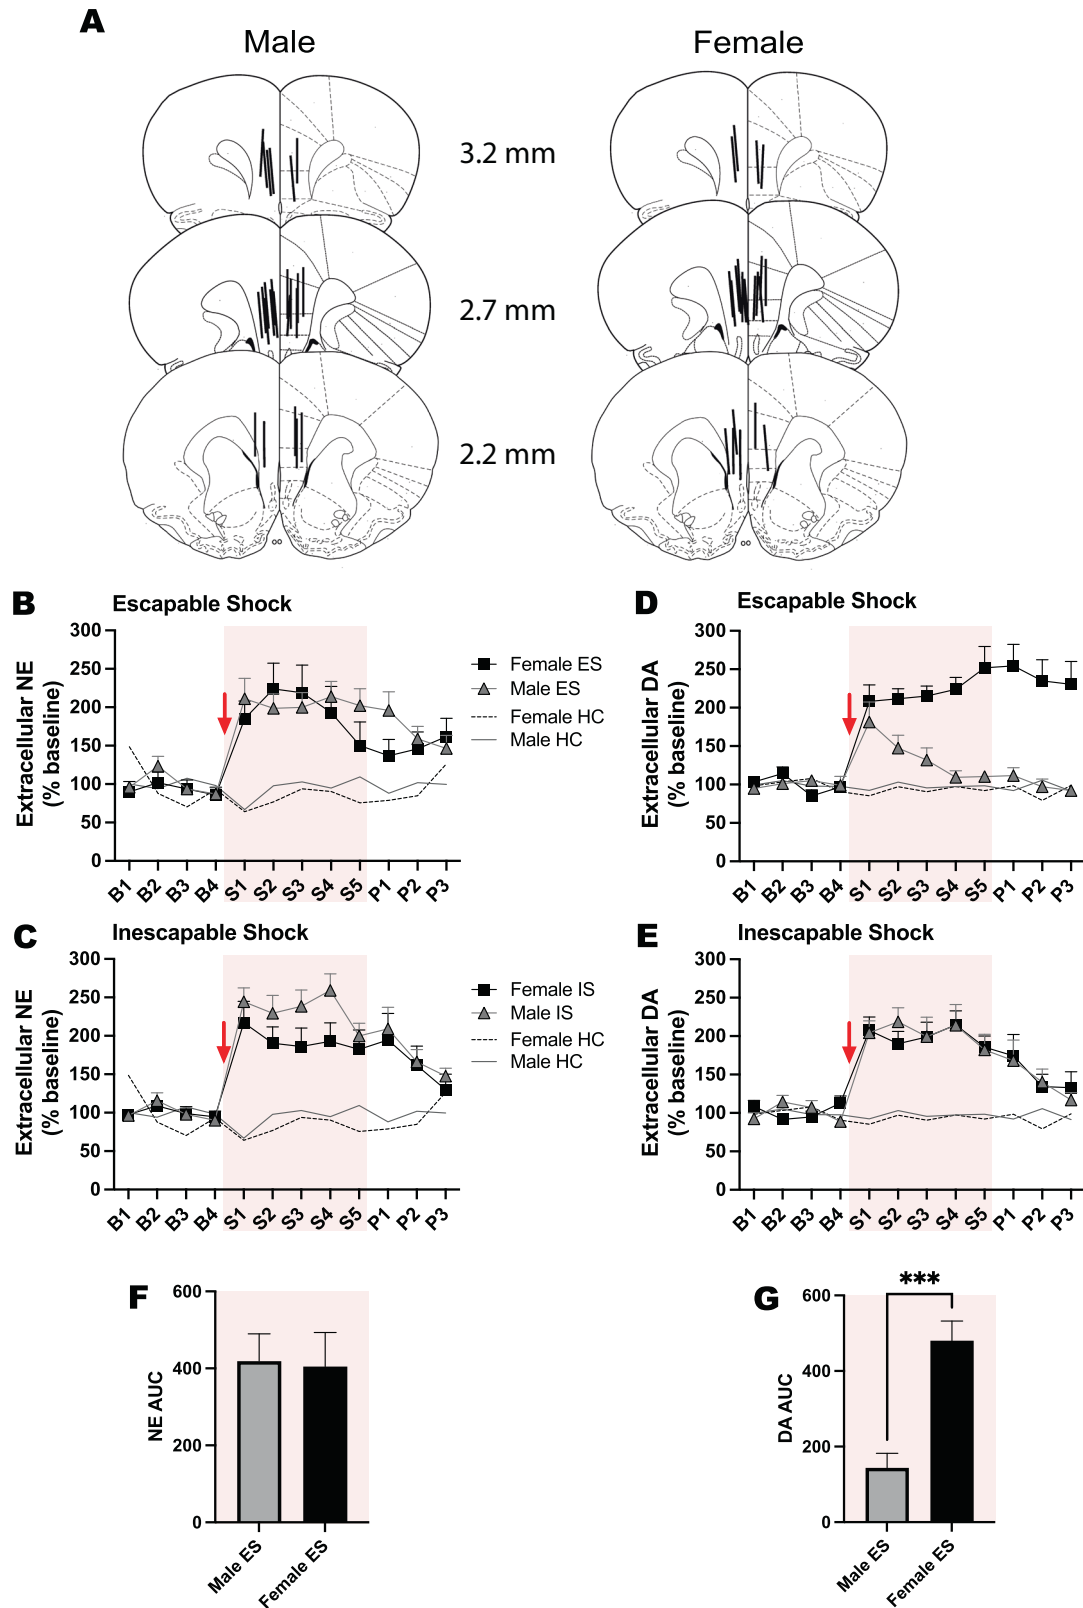 A
Male
Female
3.2 mm
2.7 mm
2.2 mm
B
Escapable Shock
Extracellular NE
(% baseline)
300
250
200
150
100
50
0
B1 B2 B3 B4 S1 S2 S3 S4 S5 P1 P2 P3
Female ES
Male ES
Female HC
Male HC
D
Escapable Shock
Extracellular DA
(% baseline)
300
250
200
150
100
50
0
B1 B2 B3 B4 S1 S2 S3 S4 S5 P1 P2 P3
C
Inescapable Shock
Extracellular NE
(% baseline)
300
250
200
150
100
50
0
B1 B2 B3 B4 S1 S2 S3 S4 S5 P1 P2 P3
Female IS
Male IS
Female HC
Male HC
E
Inescapable Shock
Extracellular DA
(% baseline)
300
250
200
150
100
50
0
B1 B2 B3 B4 S1 S2 S3 S4 S5 P1 P2 P3
F
NE AUC
600
400
200
0
Male ES
Female ES
G
***
DA AUC
600
400
200
0
Male ES
Female ES